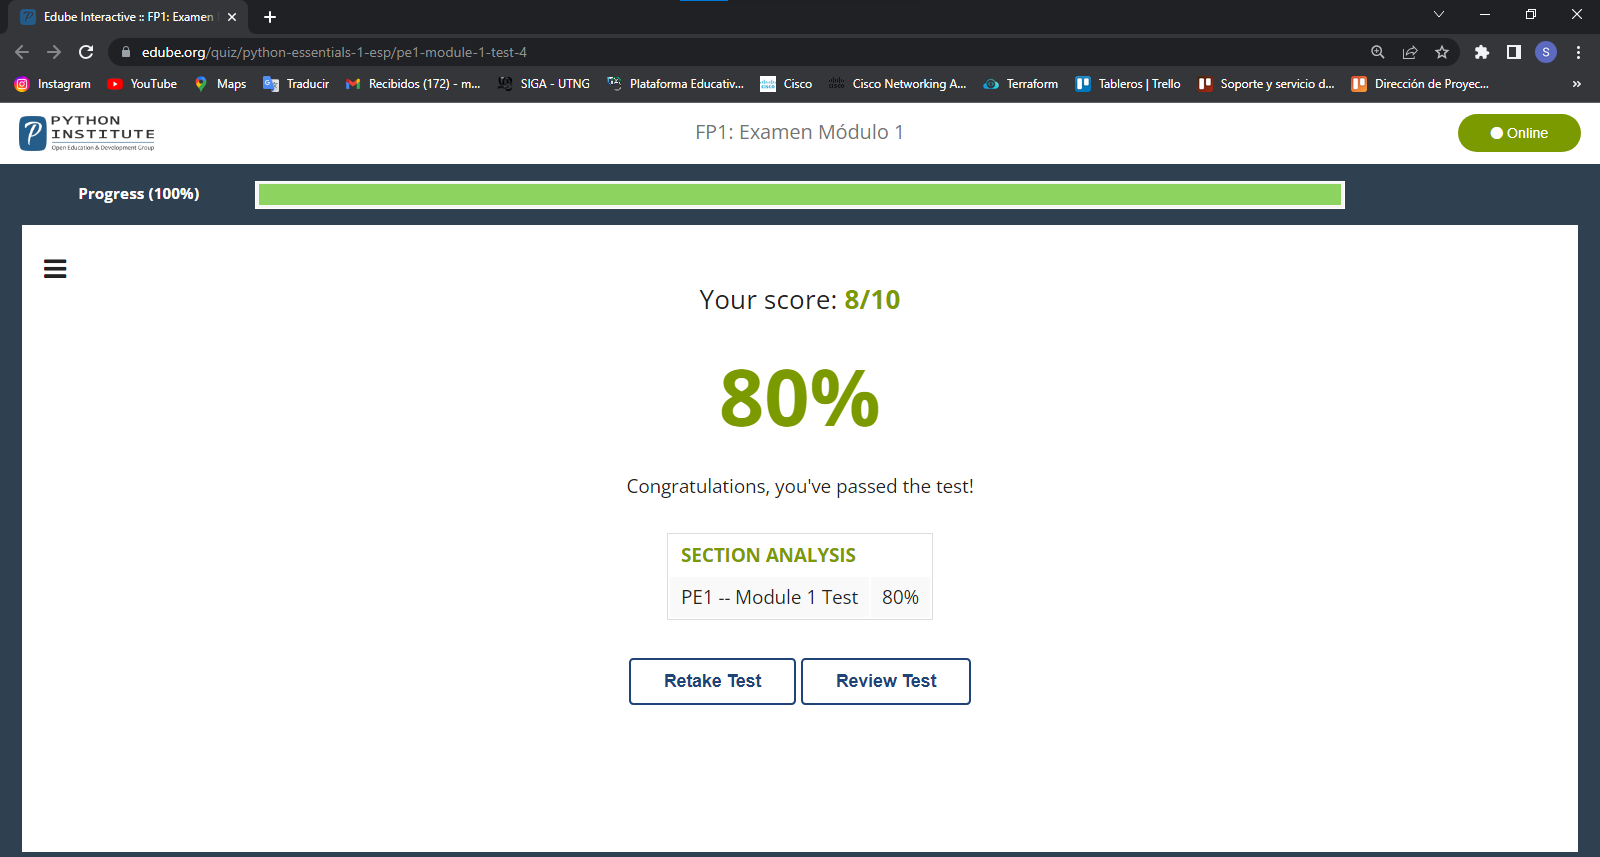 Edube Interactive :: FP1: Examen
edube.org/quiz/python-essentials-1-esp/pe1-module-1-test-4
S
Instagram YouTube Maps Traducir Recibidos (172) - m... SIGA - UTNG Plataforma Educativ... Cisco Cisco Networking A... Terraform Tableros | Trello Soporte y servicio d... Dirección de Proyec... »
PYTHON
INSTITUTE
Open Education & Development Group
FP1: Examen Módulo 1
Online
Progress (100%)
Your score: 8/10
80%
Congratulations, you've passed the test!
SECTION ANALYSIS
PE1 -- Module 1 Test 80%
Retake Test Review Test